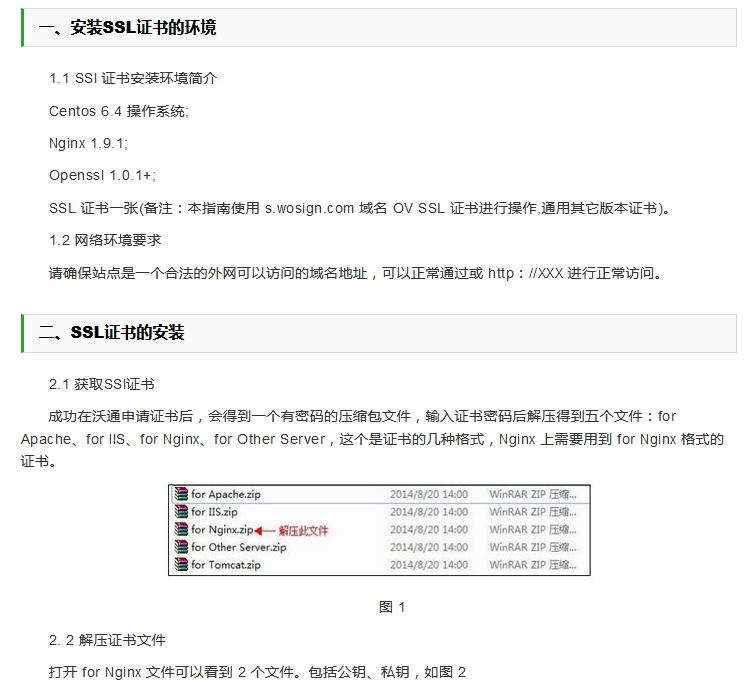 一、安装SSL证书的环境
1.1 SSl 证书安装环境简介
Centos 6.4 操作系统;
Nginx 1.9.1;
Openssl 1.0.1+;
SSL 证书一张(备注：本指南使用 s.wosign.com 域名 OV SSL 证书进行操作,通用其它版本证书)。
1.2 网络环境要求
请确保站点是一个合法的外网可以访问的域名地址，可以正常通过或 http：//XXX 进行正常访问。
二、SSL证书的安装
2.1 获取SSl证书
成功在沃通申请证书后，会得到一个有密码的压缩包文件，输入证书密码后解压得到五个文件：for
Apache、for IIS、for Nginx、for Other Server，这个是证书的几种格式，Nginx 上需要用到 for Nginx 格式的
证书。
for Apache.zip 2014/8/20 14:00 WinRAR ZIP 压缩...
for IIS.zip 2014/8/20 14:00 WinRAR ZIP 压缩...
for Nginx.zip 解压此文件 2014/8/20 14:00 WinRAR ZIP 压缩...
for Other Server.zip 2014/8/20 14:00 WinRAR ZIP 压缩...
for Tomcat.zip 2014/8/20 14:00 WinRAR ZIP 压缩...
图 1
2. 2 解压证书文件
打开 for Nginx 文件可以看到 2 个文件。包括公钥、私钥，如图 2